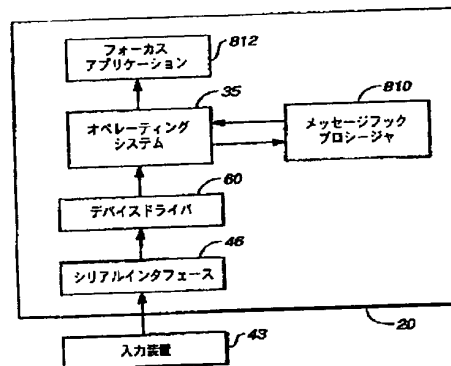 フォーカス
アプリケーション
812
35
オペレーティング
システム
810
メッセージフック
プロシージャ
60
デバイスドライバ
46
シリアルインタフェース
入力装置
43
20